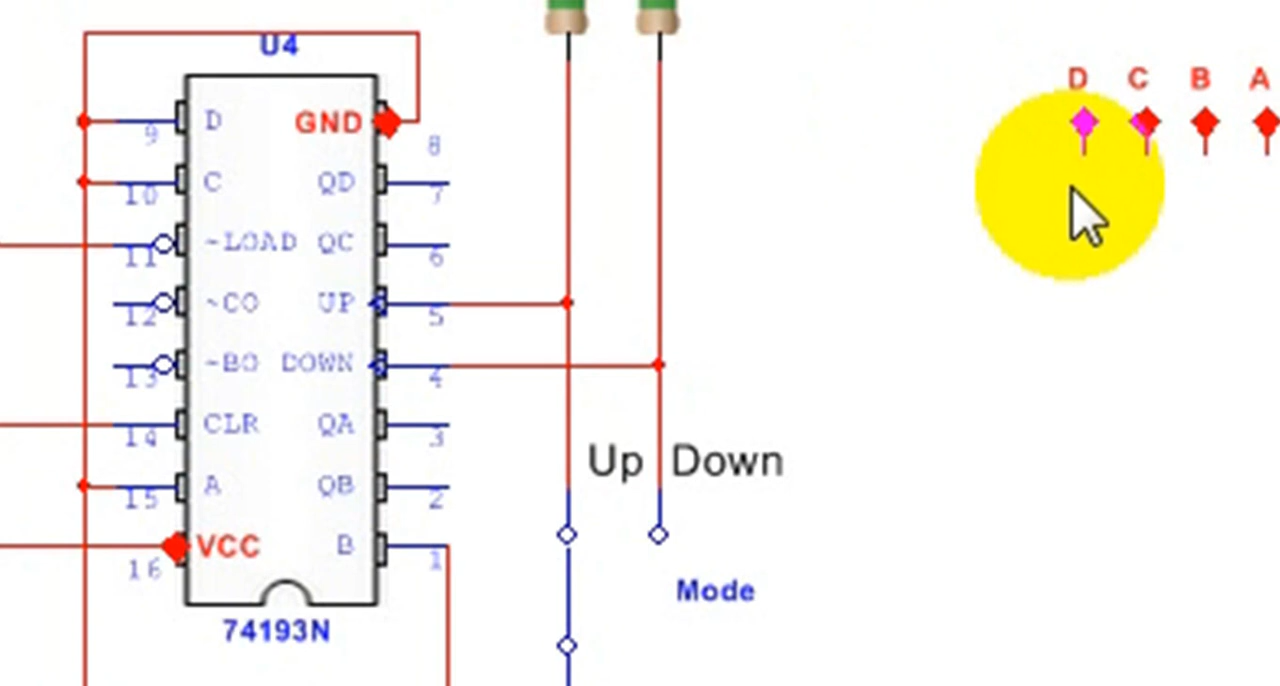 U4
D C B A
9 D GND 8
10 C QD 7
11 ~LOAD QC 6
12 ~CO UP 5
13 ~BO DOWN 4
14 CLR QA 3
Up Down
15 A QB 2
16 VCC B 1
Mode
74193N